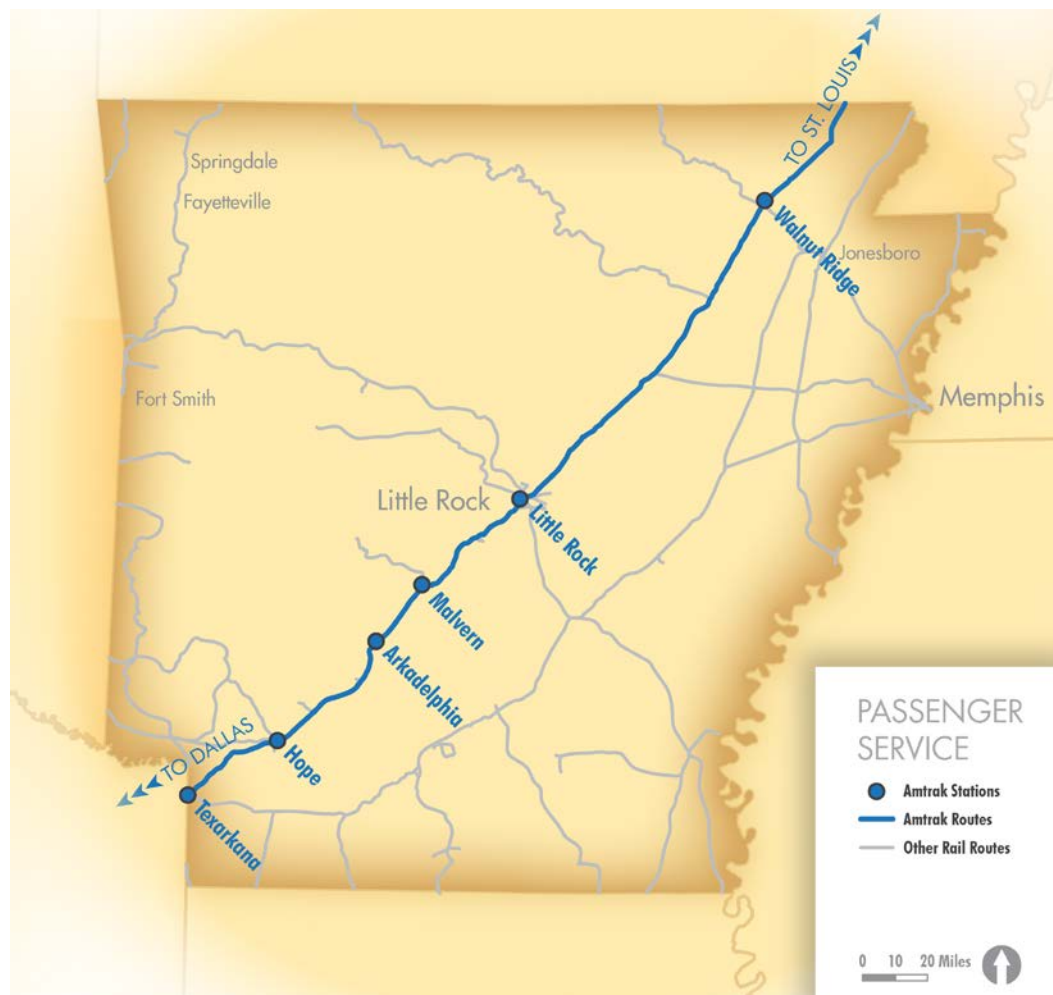 TO ST. LOUIS
Springdale
Fayetteville
Walnut Ridge
Jonesboro
Fort Smith
Memphis
Little Rock
Little Rock
Malvern
Arkadelphia
TO DALLAS
Hope
Texarkana
PASSENGER
SERVICE
Amtrak Stations
Amtrak Routes
Other Rail Routes
0 10 20 Miles